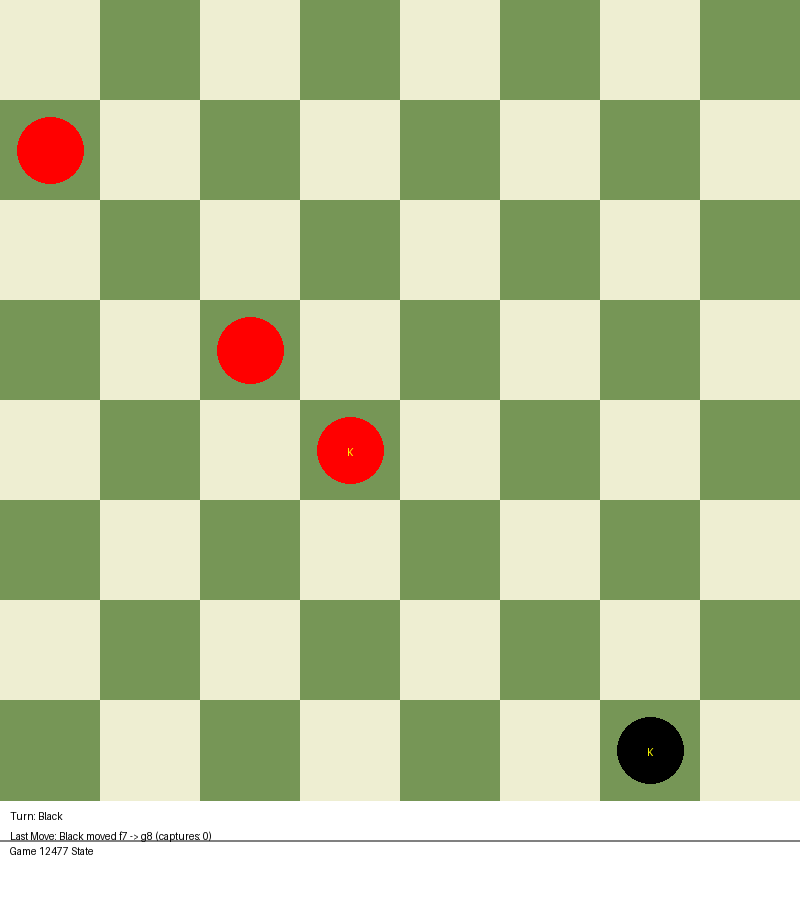 K
K
Turn: Black
Last Move: Black moved f7 -> g8 (captures: 0)
Game 12477 State